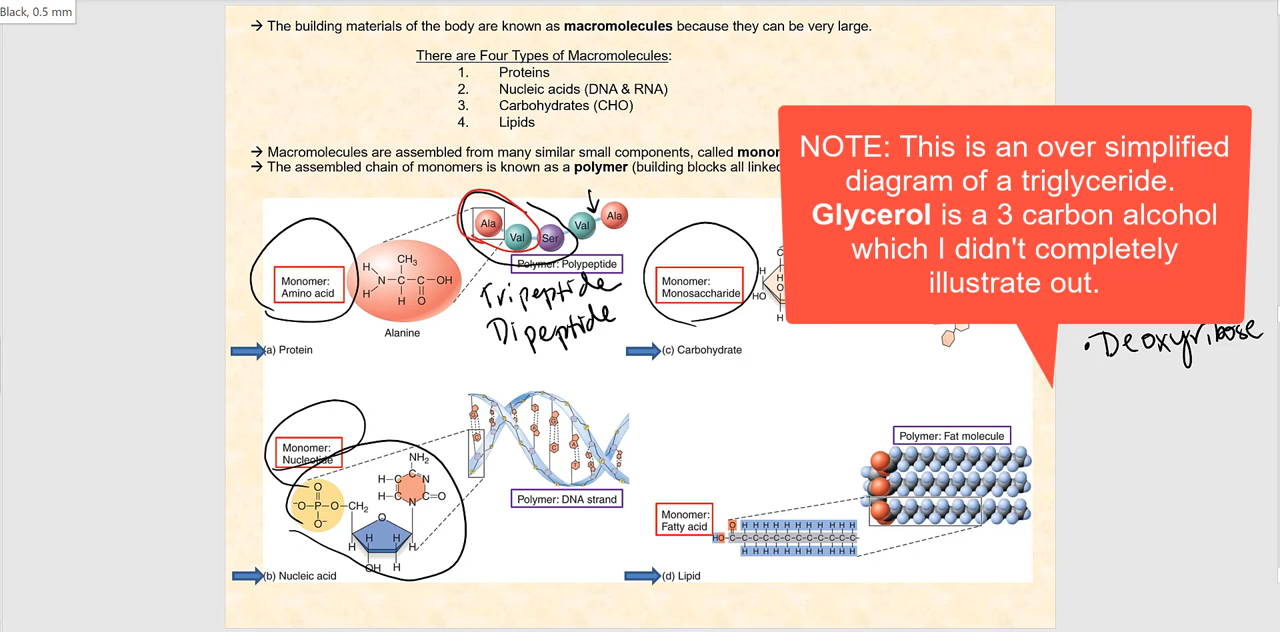 Black, 0.5 mm
→ The building materials of the body are known as macromolecules because they can be very large.
There are Four Types of Macromolecules:
1. Proteins
2. Nucleic acids (DNA & RNA)
3. Carbohydrates (CHO)
4. Lipids
→ Macromolecules are assembled from many similar small components, called
→ The assembled chain of monomers is known as a polymer (building blocks all linked
NOTE: This is an over simplified
diagram of a triglyceride.
Glycerol is a 3 carbon alcohol
which I didn't completely
illustrate out.
Ala
Val
Ser
Val
Ala
Polymer: Polypeptide
Tripeptide
Dipeptide
Monomer:
Amino acid
CH3
H
N–C–C–OH
H
H O
Alanine
(a) Protein
Monomer:
Monosaccharide
H
HO
H
(c) Carbohydrate
•Deoxyribose
Monomer:
Nucleotide
NH2
H–C C N
H–C N C=O
O
⁻O–P–O–CH2
O⁻
O
H H H H
OH H
Polymer: DNA strand
(b) Nucleic acid
Polymer: Fat molecule
Monomer:
Fatty acid
O H H H H H H H H H H H
HO–C–C–C–C–C–C–C–C–C–C–C–C
H H H H H H H H H H H
(d) Lipid